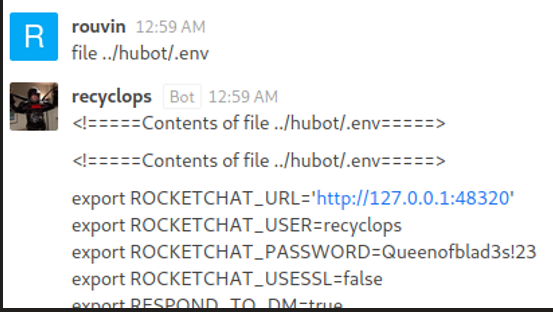 R
rouvin 12:59 AM
file ../hubot/.env
recyclops Bot 12:59 AM
<!=====Contents of file ../hubot/.env=====>
<!=====Contents of file ../hubot/.env=====>
export ROCKETCHAT_URL='http://127.0.0.1:48320'
export ROCKETCHAT_USER=recyclops
export ROCKETCHAT_PASSWORD=Queenofblad3s!23
export ROCKETCHAT_USESSL=false
export RESPOND_TO_DM=true